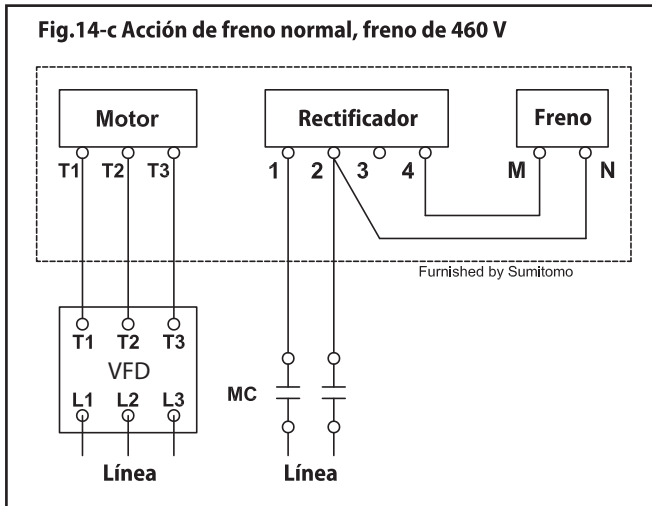 Fig.14-c Acción de freno normal, freno de 460 V
Motor
Rectificador
Freno
T1 T2 T3
1 2 3 4
M N
Furnished by Sumitomo
T1 T2 T3
VFD
L1 L2 L3
MC
Línea
Línea